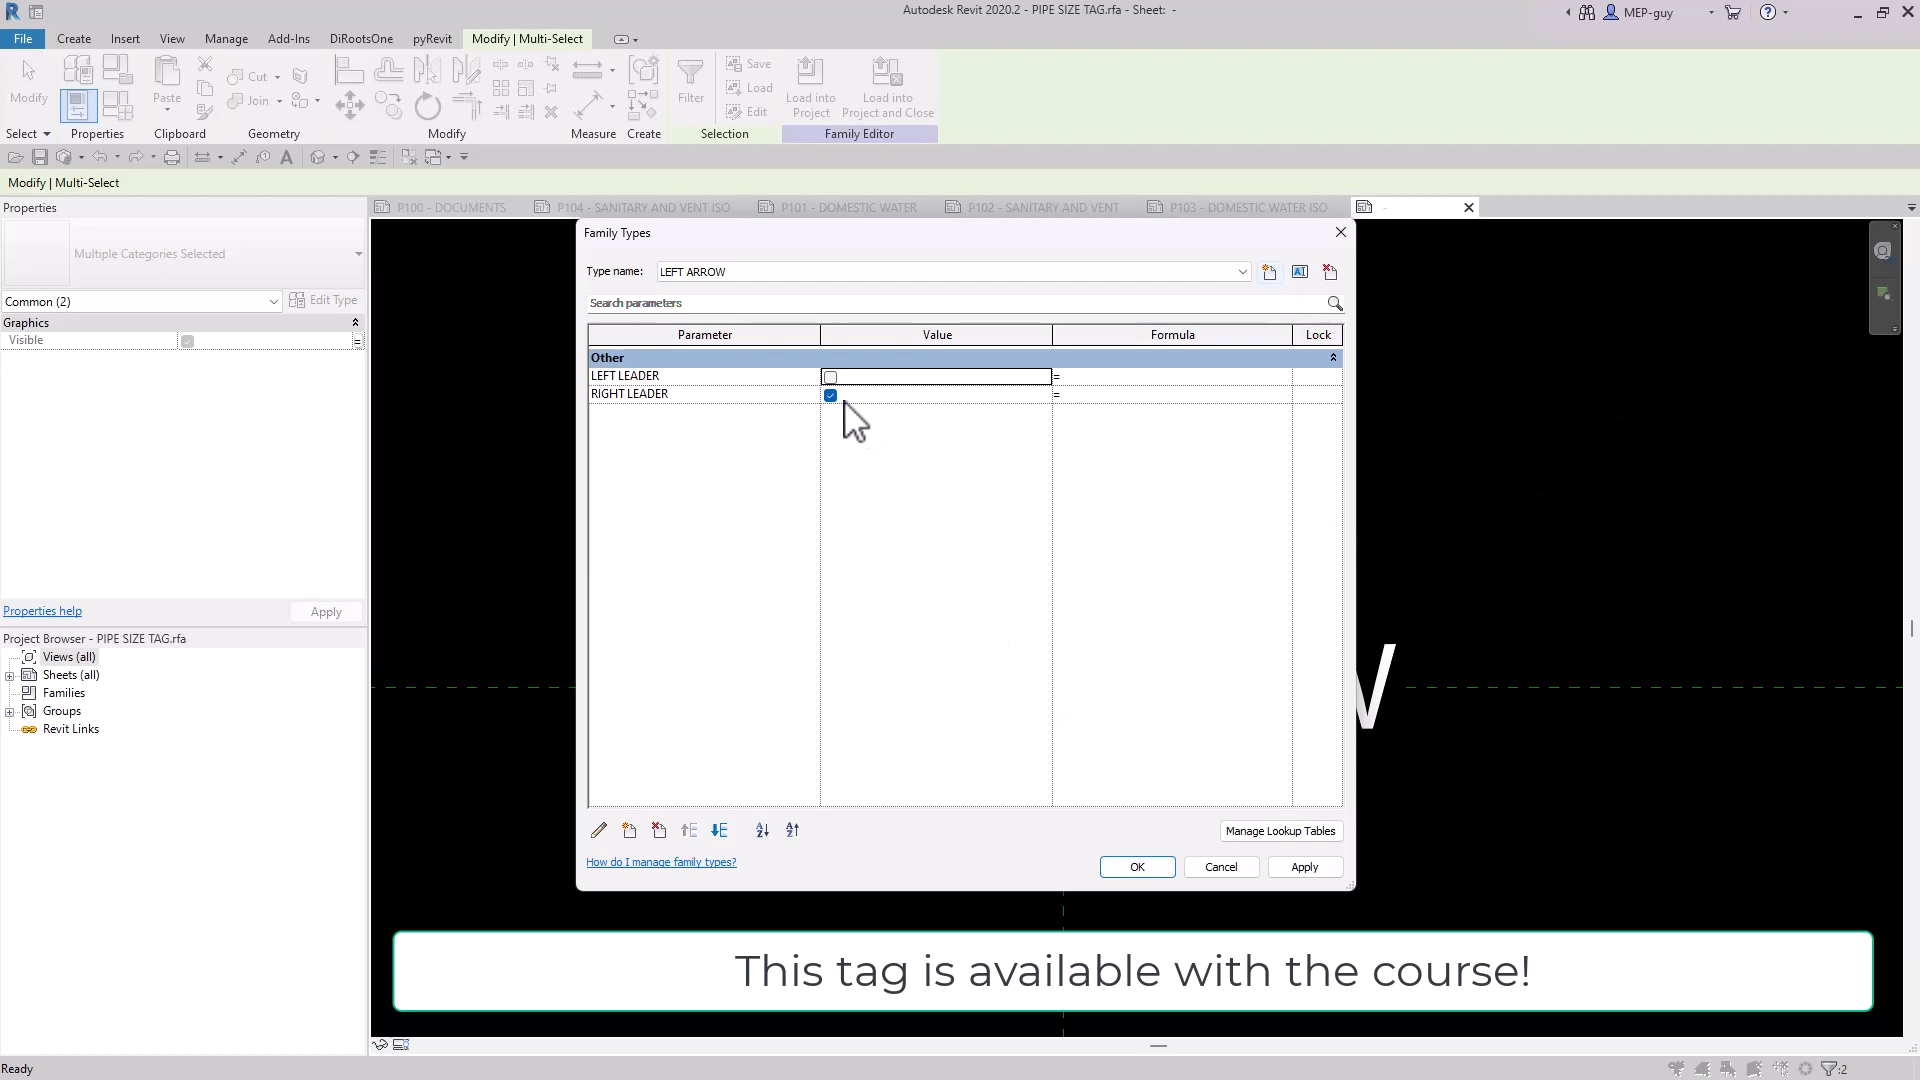 Autodesk Revit 2020.2 - PIPE SIZE TAG.rfa - Sheet: -
MEP-guy
File Create Insert View Manage Add-Ins DiRootsOne pyRevit Modify | Multi-Select
Modify Paste Cut Join Filter Save Load Edit Load into Project Load into Project and Close
Select Properties Clipboard Geometry Modify Measure Create Selection Family Editor
Modify | Multi-Select
Properties
P100 - DOCUMENTS P104 - SANITARY AND VENT ISO P101 - DOMESTIC WATER P102 - SANITARY AND VENT P103 - DOMESTIC WATER ISO -
Multiple Categories Selected
Common (2) Edit Type
Graphics
Visible =
Properties help Apply
Project Browser - PIPE SIZE TAG.rfa
Views (all)
Sheets (all)
Families
Groups
Revit Links
Family Types
Type name: LEFT ARROW
Search parameters
Parameter Value Formula Lock
Other
LEFT LEADER =
RIGHT LEADER =
Manage Lookup Tables
How do I manage family types?
OK Cancel Apply
This tag is available with the course!
Ready
:2